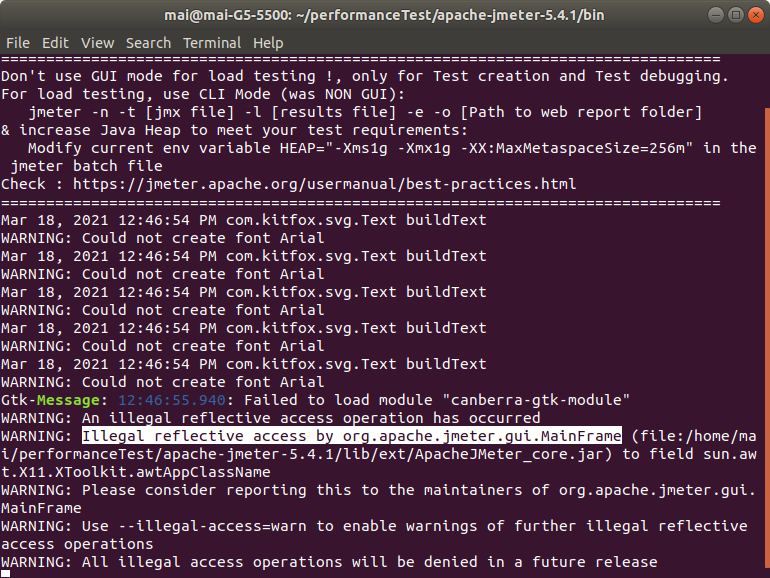 mai@mai-G5-5500: ~/performanceTest/apache-jmeter-5.4.1/bin
File Edit View Search Terminal Help
================================================================================
Don't use GUI mode for load testing !, only for Test creation and Test debugging.
For load testing, use CLI Mode (was NON GUI):
   jmeter -n -t [jmx file] -l [results file] -e -o [Path to web report folder]
& increase Java Heap to meet your test requirements:
   Modify current env variable HEAP="-Xms1g -Xmx1g -XX:MaxMetaspaceSize=256m" in the
 jmeter batch file
Check : https://jmeter.apache.org/usermanual/best-practices.html
================================================================================
Mar 18, 2021 12:46:54 PM com.kitfox.svg.Text buildText
WARNING: Could not create font Arial
Mar 18, 2021 12:46:54 PM com.kitfox.svg.Text buildText
WARNING: Could not create font Arial
Mar 18, 2021 12:46:54 PM com.kitfox.svg.Text buildText
WARNING: Could not create font Arial
Mar 18, 2021 12:46:54 PM com.kitfox.svg.Text buildText
WARNING: Could not create font Arial
Mar 18, 2021 12:46:54 PM com.kitfox.svg.Text buildText
WARNING: Could not create font Arial
Gtk-Message: 12:46:55.940: Failed to load module "canberra-gtk-module"
WARNING: An illegal reflective access operation has occurred
WARNING: Illegal reflective access by org.apache.jmeter.gui.MainFrame (file:/home/ma
i/performanceTest/apache-jmeter-5.4.1/lib/ext/ApacheJMeter_core.jar) to field sun.aw
t.X11.XToolkit.awtAppClassName
WARNING: Please consider reporting this to the maintainers of org.apache.jmeter.gui.
MainFrame
WARNING: Use --illegal-access=warn to enable warnings of further illegal reflective
access operations
WARNING: All illegal access operations will be denied in a future release